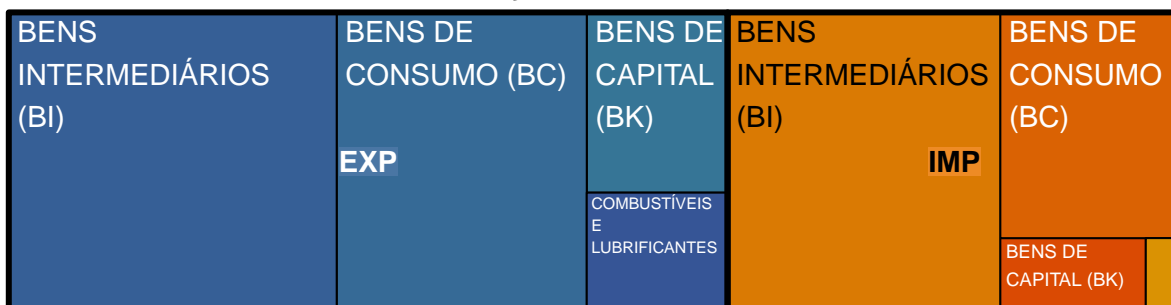 BENS
INTERMEDIÁRIOS
(BI)
BENS DE
CONSUMO (BC)
EXP
BENS DE
CAPITAL
(BK)
COMBUSTÍVEIS
E
LUBRIFICANTES
BENS
INTERMEDIÁRIOS
(BI)
IMP
BENS DE
CONSUMO
(BC)
BENS DE
CAPITAL (BK)